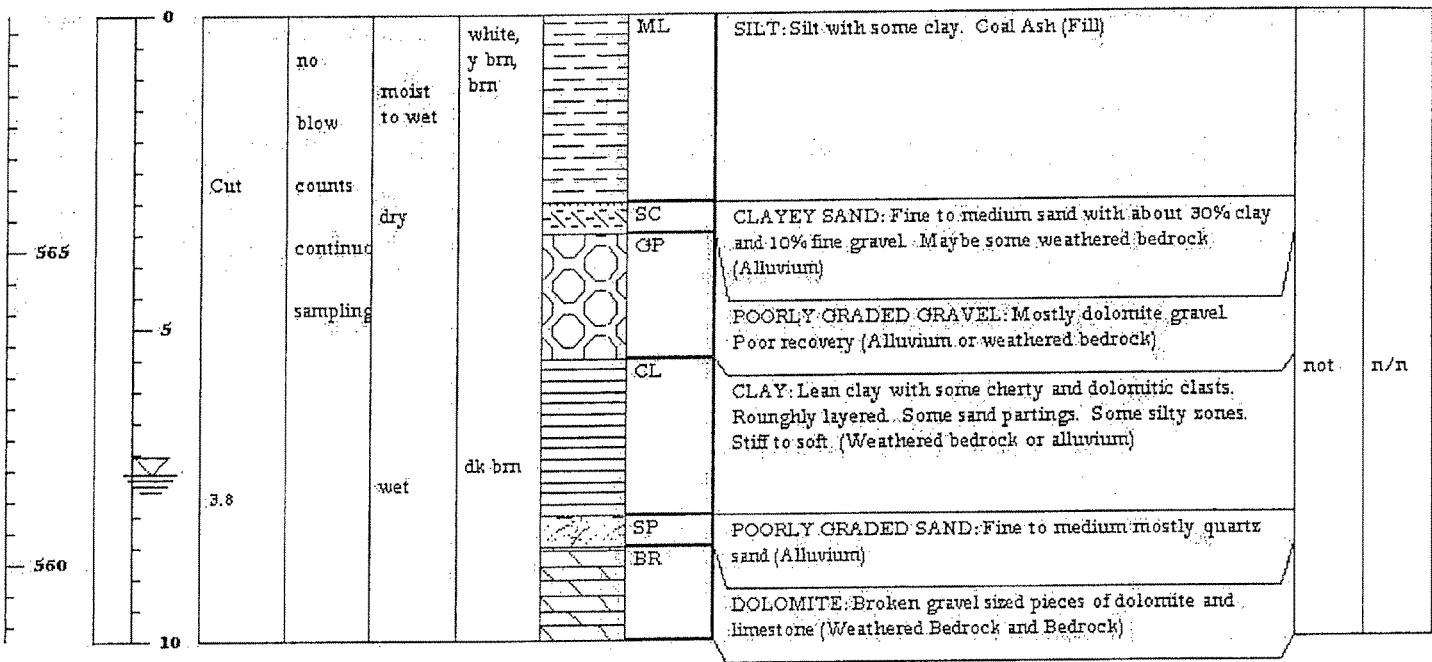 0
565
5
560
10
Cut
3.8
no
blow
counts
continuo
sampling
moist
to wet
dry
wet
white,
y brn,
brn
dk brn
ML
SC
GP
CL
SP
BR
SILT: Silt with some clay. Coal Ash (Fill)
CLAYEY SAND: Fine to medium sand with about 30% clay
and 10% fine gravel. Maybe some weathered bedrock
(Alluvium)
POORLY GRADED GRAVEL: Mostly dolomite gravel.
Poor recovery (Alluvium or weathered bedrock)
CLAY: Lean clay with some cherty and dolomitic clasts.
Rounghly layered. Some sand partings. Some silty zones.
Stiff to soft. (Weathered bedrock or alluvium)
POORLY GRADED SAND: Fine to medium mostly quartz
sand (Alluvium)
DOLOMITE: Broken gravel sized pieces of dolomite and
limestone (Weathered Bedrock and Bedrock)
not
n/n